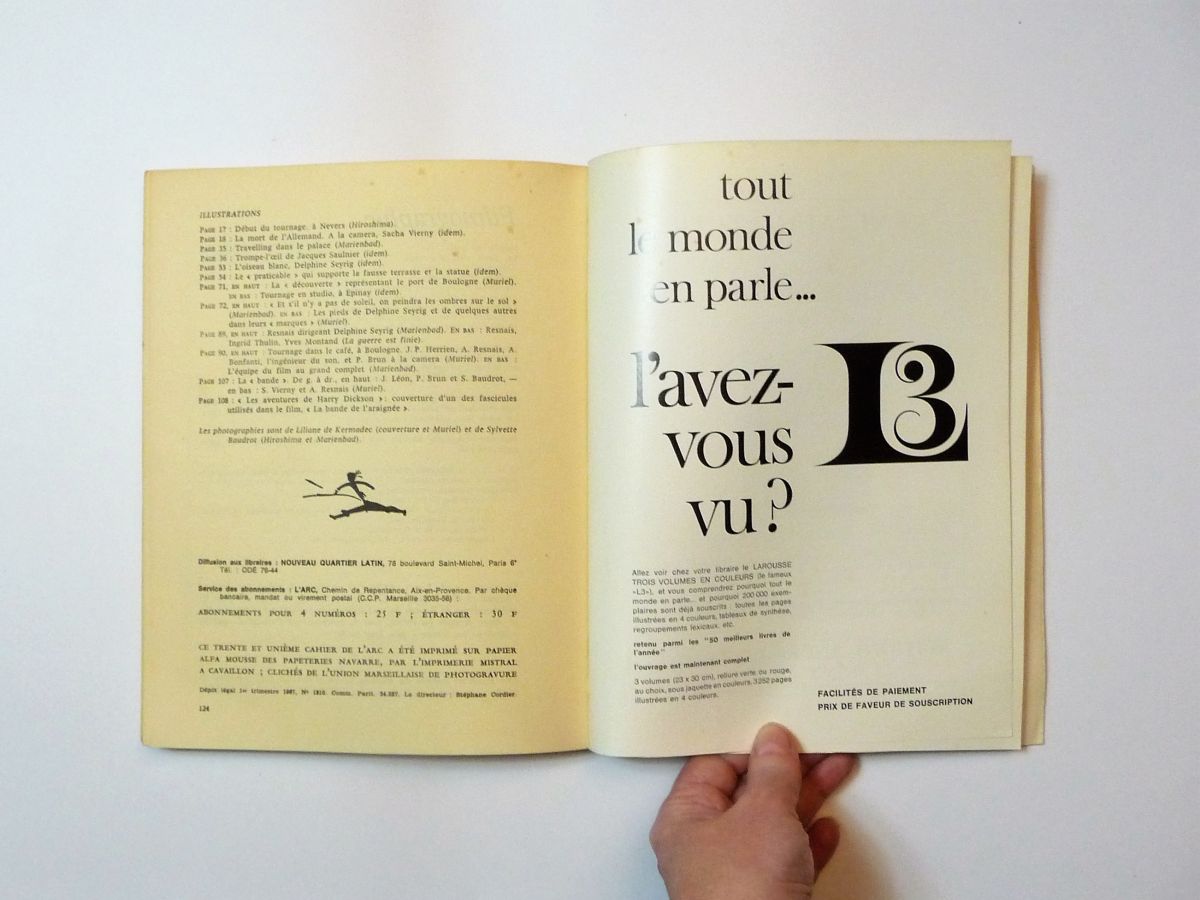 ILLUSTRATIONS
PAGE 17 : Début du tournage, à Nevers (Hiroshima).
PAGE 18 : La mort de l'Allemand. A la camera, Sacha Vierny (idem).
PAGE 35 : Travelling dans le palace (Marienbad).
PAGE 36 : Trompe-l'œil de Jacques Saulnier (idem).
PAGE 53 : L'oiseau blanc, Delphine Seyrig (idem).
PAGE 54 : Le « praticable » qui supporte la fausse terrasse et la statue (idem).
PAGE 71, EN HAUT : La « découverte » représentant le port de Boulogne (Muriel).
EN BAS : Tournage en studio, à Epinay (idem).
PAGE 72, EN HAUT : « Et s'il n'y a pas de soleil, on peindra les ombres sur le sol »
(Marienbad). EN BAS : Les pieds de Delphine Seyrig et de quelques autres
dans leurs « marques » (Muriel).
PAGE 89, EN HAUT : Resnais dirigeant Delphine Seyrig (Marienbad). EN BAS : Resnais,
Ingrid Thulin, Yves Montand (La guerre est finie).
PAGE 90, EN HAUT : Tournage dans le café, à Boulogne. J.P. Herrien, A. Resnais, A.
Bonfanti, l'ingénieur du son, et P. Brun à la camera (Muriel). EN BAS :
L'équipe du film au grand complet (Marienbad).
PAGE 107 : La « bande ». De g. à dr., en haut : J. Léon, P. Brun et S. Baudrot, —
en bas : S. Vierny et A. Resnais (Muriel).
PAGE 108 : « Les aventures de Harry Dickson » : couverture d'un des fascicules
utilisés dans le film, « La bande de l'araignée ».
Les photographies sont de Liliane de Kermadec (couverture et Muriel) et de Sylvette
Baudrot (Hiroshima et Marienbad).
Diffusion aux libraires : NOUVEAU QUARTIER LATIN, 78 boulevard Saint-Michel, Paris 6e
Tél. : ODÉ 76-44
Service des abonnements : L'ARC, Chemin de Repentance, Aix-en-Provence. Par chèque
bancaire, mandat ou virement postal (C.C.P. Marseille 3035-56) :
ABONNEMENTS POUR 4 NUMÉROS : 25 F ; ÉTRANGER : 30 F
CE TRENTE ET UNIÈME CAHIER DE L'ARC A ÉTÉ IMPRIMÉ SUR PAPIER
ALFA MOUSSE DES PAPETERIES NAVARRE, PAR L'IMPRIMERIE MISTRAL
A CAVAILLON ; CLICHÉS DE L'UNION MARSEILLAISE DE PHOTOGRAVURE
Dépôt légal 1er trimestre 1967, No 1310. Comm. Parit. 34.227. Le directeur : Stéphane Cordier.
124
tout
le monde
en parle...
l'avez-
vous
vu ?
L3
Allez voir chez votre libraire le LAROUSSE
TROIS VOLUMES EN COULEURS (le fameux
«L3»), et vous comprendrez pourquoi tout le
monde en parle... et pourquoi 200 000 exem-
plaires sont déjà souscrits : toutes les pages
illustrées en 4 couleurs, tableaux de synthèse,
regroupements lexicaux, etc.
retenu parmi les "50 meilleurs livres de
l'année"
l'ouvrage est maintenant complet
3 volumes (23 x 30 cm), reliure verte ou rouge,
au choix, sous jaquette en couleurs, 3252 pages
illustrées en 4 couleurs.
FACILITÉS DE PAIEMENT
PRIX DE FAVEUR DE SOUSCRIPTION